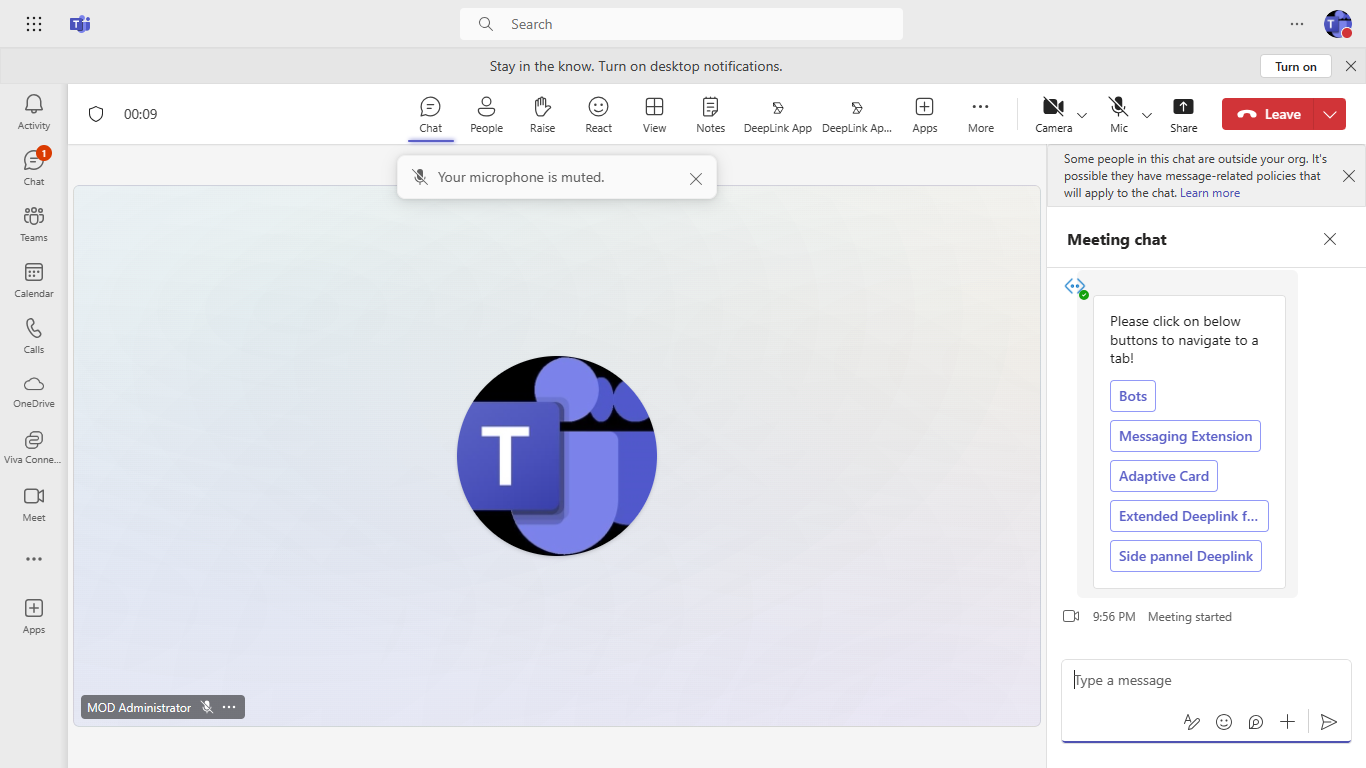 Search
Stay in the know. Turn on desktop notifications.
Turn on
Activity
1
Chat
Teams
Calendar
Calls
OneDrive
Viva Conne...
Meet
Apps
00:09
Chat
People
Raise
React
View
Notes
DeepLink App
DeepLink Ap...
Apps
More
Camera
Mic
Share
Leave
Your microphone is muted.
T
MOD Administrator
Some people in this chat are outside your org. It's
possible they have message-related policies that
will apply to the chat. Learn more
Meeting chat
Please click on below
buttons to navigate to a
tab!
Bots
Messaging Extension
Adaptive Card
Extended Deeplink f...
Side pannel Deeplink
9:56 PM Meeting started
Type a message